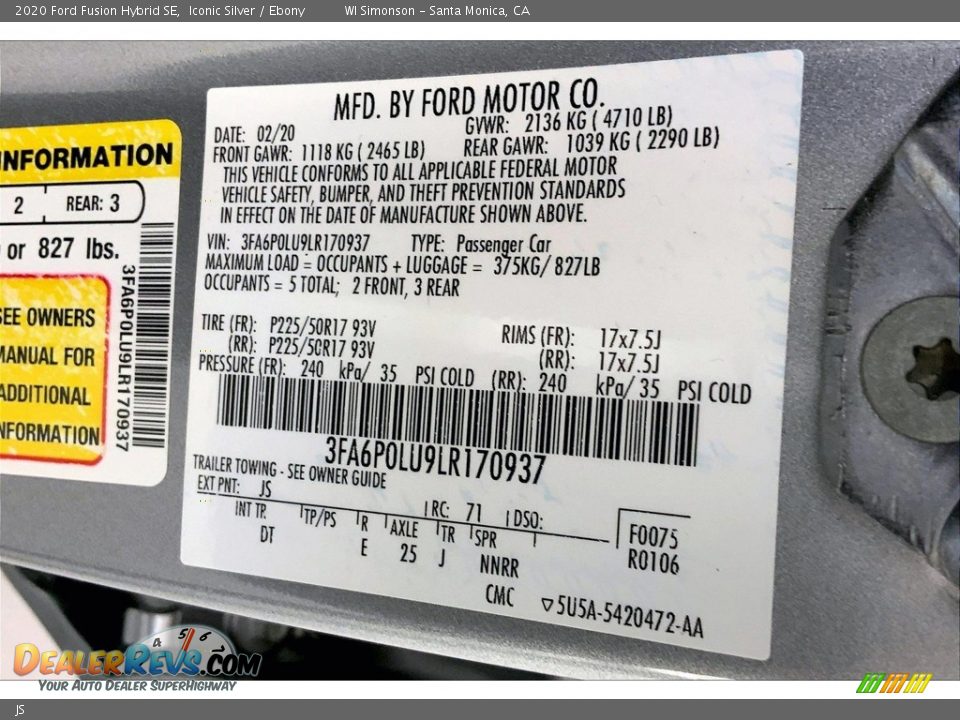 2020 Ford Fusion Hybrid SE, Iconic Silver / Ebony WI Simonson – Santa Monica, CA
INFORMATION
2 REAR: 3
or 827 lbs.
SEE OWNERS
MANUAL FOR
ADDITIONAL
INFORMATION
3FA6P0LU9LR170937
MFD. BY FORD MOTOR CO.
DATE: 02/20 GVWR: 2136 KG ( 4710 LB)
FRONT GAWR: 1118 KG ( 2465 LB) REAR GAWR: 1039 KG ( 2290 LB)
THIS VEHICLE CONFORMS TO ALL APPLICABLE FEDERAL MOTOR
VEHICLE SAFETY, BUMPER, AND THEFT PREVENTION STANDARDS
IN EFFECT ON THE DATE OF MANUFACTURE SHOWN ABOVE.
VIN: 3FA6P0LU9LR170937 TYPE: Passenger Car
MAXIMUM LOAD = OCCUPANTS + LUGGAGE = 375KG/ 827LB
OCCUPANTS = 5 TOTAL; 2 FRONT, 3 REAR
TIRE (FR): P225/50R17 93V RIMS (FR): 17x7.5J
(RR): P225/50R17 93V (RR): 17x7.5J
PRESSURE (FR): 240 kPa/ 35 PSI COLD (RR): 240 kPa/ 35 PSI COLD
3FA6P0LU9LR170937
TRAILER TOWING - SEE OWNER GUIDE
EXT PNT: JS RC: 71 DSO:
INT TR TP/PS R AXLE TR SPR F0075
DT E 25 J NNRR R0106
CMC ▽5U5A-5420472-AA
4 5 6
DEALERREVS.COM
YOUR AUTO DEALER SUPERHIGHWAY
JS